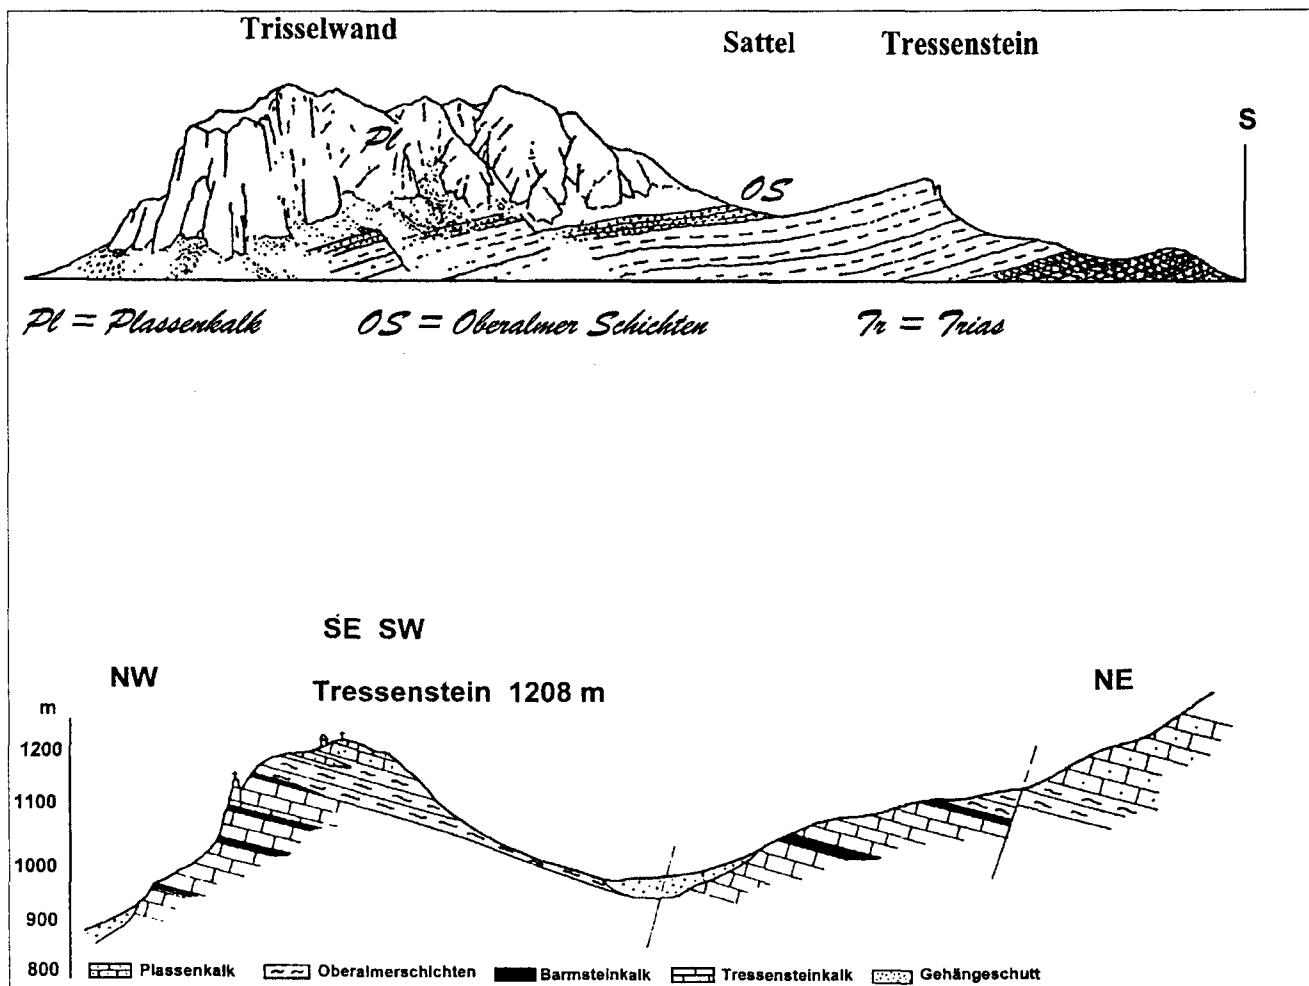 Trisselwand
Sattel Tressenstein
S
Pl
OS
Pl = Plassenkalk OS = Oberalmer Schichten Tr = Trias
SE SW
NW NE
Tressenstein 1208 m
m
1200
1100
1000
900
800
Plassenkalk Oberalmerschichten Barmsteinkalk Tressensteinkalk Gehängeschutt